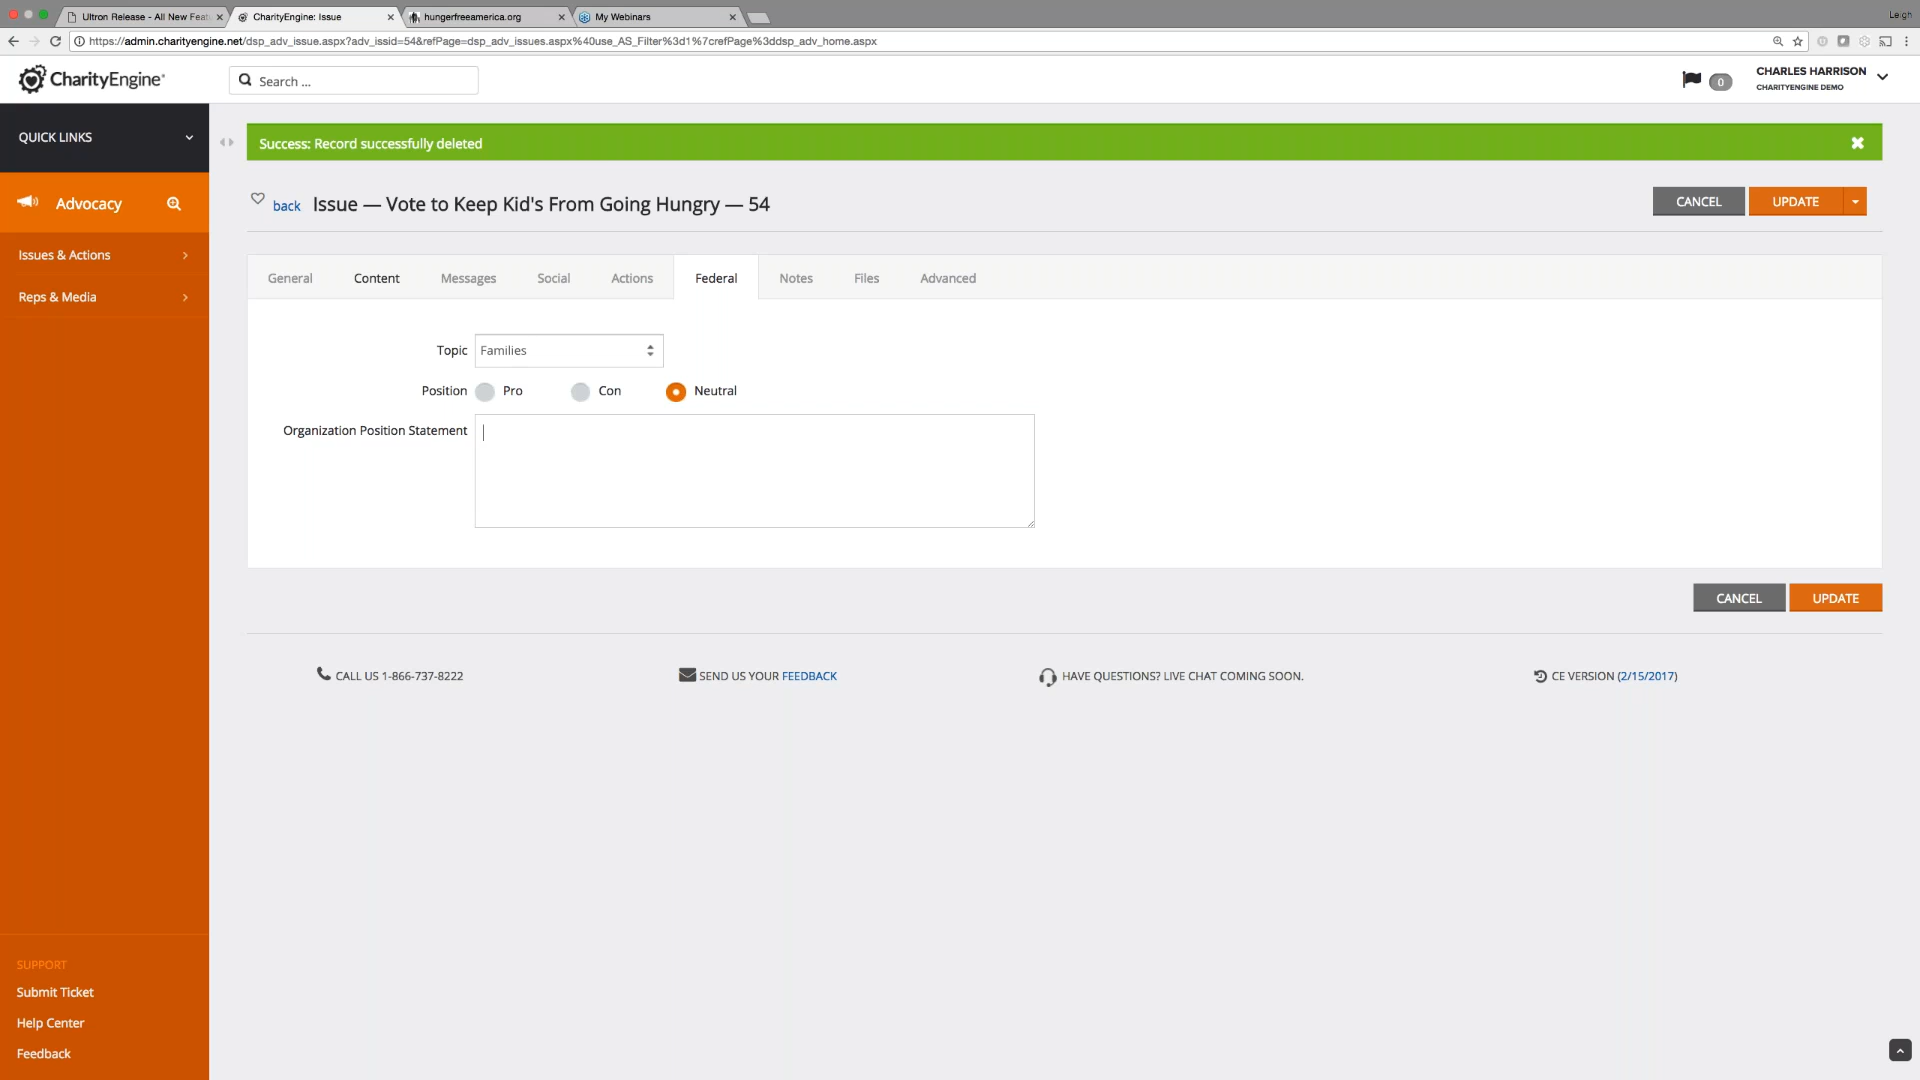 Ultron Release - All New Feat
CharityEngine: Issue
hungerfreeamerica.org
My Webinars
Leigh
https://admin.charityengine.net/dsp_adv_issue.aspx?adv_issid=54&refPage=dsp_adv_issues.aspx%40use_AS_Filter%3d1%7crefPage%3ddsp_adv_home.aspx
CharityEngine
Search ...
0
CHARLES HARRISON
CHARITYENGINE DEMO
QUICK LINKS
Success: Record successfully deleted
Advocacy
back Issue — Vote to Keep Kid's From Going Hungry — 54
CANCEL UPDATE
Issues & Actions
Reps & Media
General Content Messages Social Actions Federal Notes Files Advanced
Topic Families
Position Pro Con Neutral
Organization Position Statement
CANCEL UPDATE
CALL US 1-866-737-8222
SEND US YOUR FEEDBACK
HAVE QUESTIONS? LIVE CHAT COMING SOON.
CE VERSION (2/15/2017)
SUPPORT
Submit Ticket
Help Center
Feedback